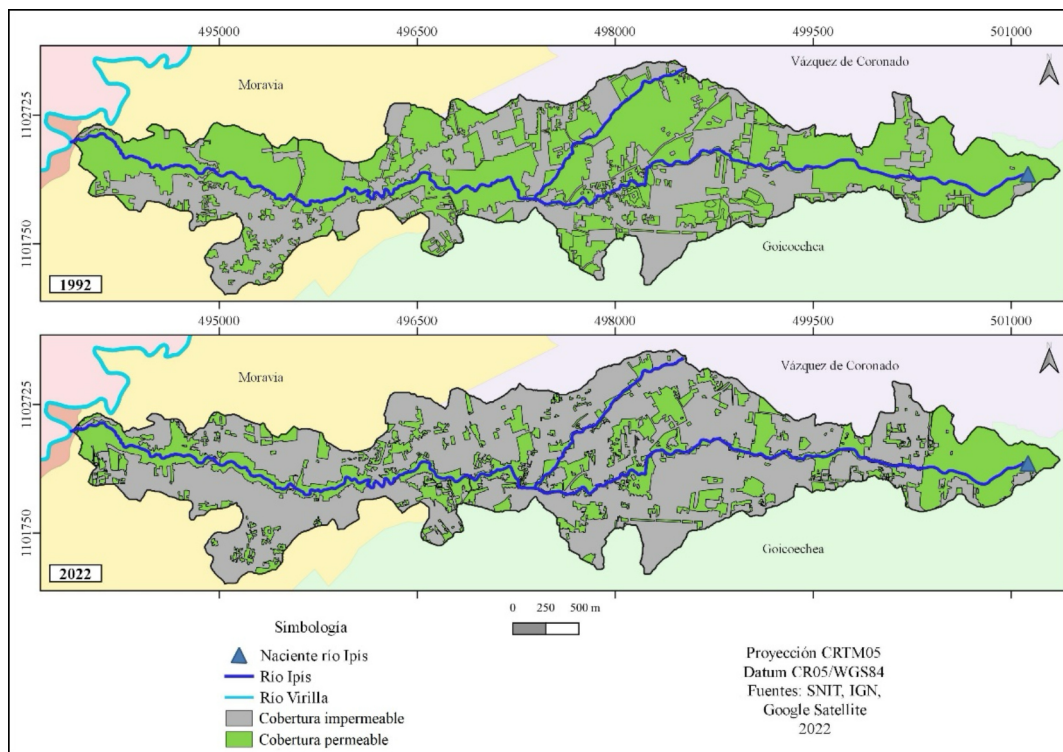 495000 496500 498000 499500 501000
Moravia
Vázquez de Coronado
N
1102725
1101750
Goicoechea
1992
495000 496500 498000 499500 501000
Moravia
Vázquez de Coronado
N
1102725
1101750
Goicoechea
2022
0 250 500 m
Simbología
Naciente río Ipís
Río Ipís
Río Virilla
Cobertura impermeable
Cobertura permeable
Proyección CRTM05
Datum CR05/WGS84
Fuentes: SNIT, IGN,
Google Satellite
2022